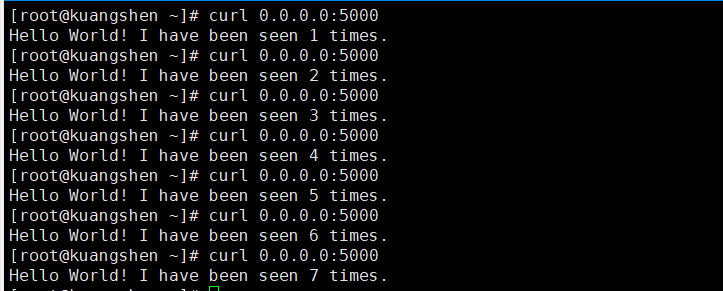 [root@kuangshen ~]# curl 0.0.0.0:5000
Hello World! I have been seen 1 times.
[root@kuangshen ~]# curl 0.0.0.0:5000
Hello World! I have been seen 2 times.
[root@kuangshen ~]# curl 0.0.0.0:5000
Hello World! I have been seen 3 times.
[root@kuangshen ~]# curl 0.0.0.0:5000
Hello World! I have been seen 4 times.
[root@kuangshen ~]# curl 0.0.0.0:5000
Hello World! I have been seen 5 times.
[root@kuangshen ~]# curl 0.0.0.0:5000
Hello World! I have been seen 6 times.
[root@kuangshen ~]# curl 0.0.0.0:5000
Hello World! I have been seen 7 times.
[root@kuangshen ~]#